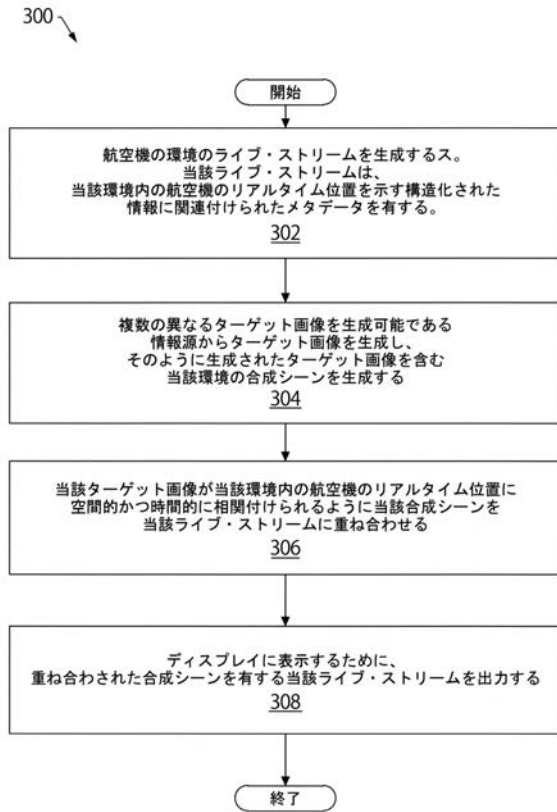 300
開始
航空機の環境のライブ・ストリームを生成するス。
当該ライブ・ストリームは、
当該環境内の航空機のリアルタイム位置を示す構造化された
情報に関連付けられたメタデータを有する。
302
複数の異なるターゲット画像を生成可能である
情報源からターゲット画像を生成し、
そのように生成されたターゲット画像を含む
当該環境の合成シーンを生成する
304
当該ターゲット画像が当該環境内の航空機のリアルタイム位置に
空間的かつ時間的に相関付けられるように当該合成シーンを
当該ライブ・ストリームに重ね合わせる
306
ディスプレイに表示するために、
重ね合わされた合成シーンを有する当該ライブ・ストリームを出力する
308
終了